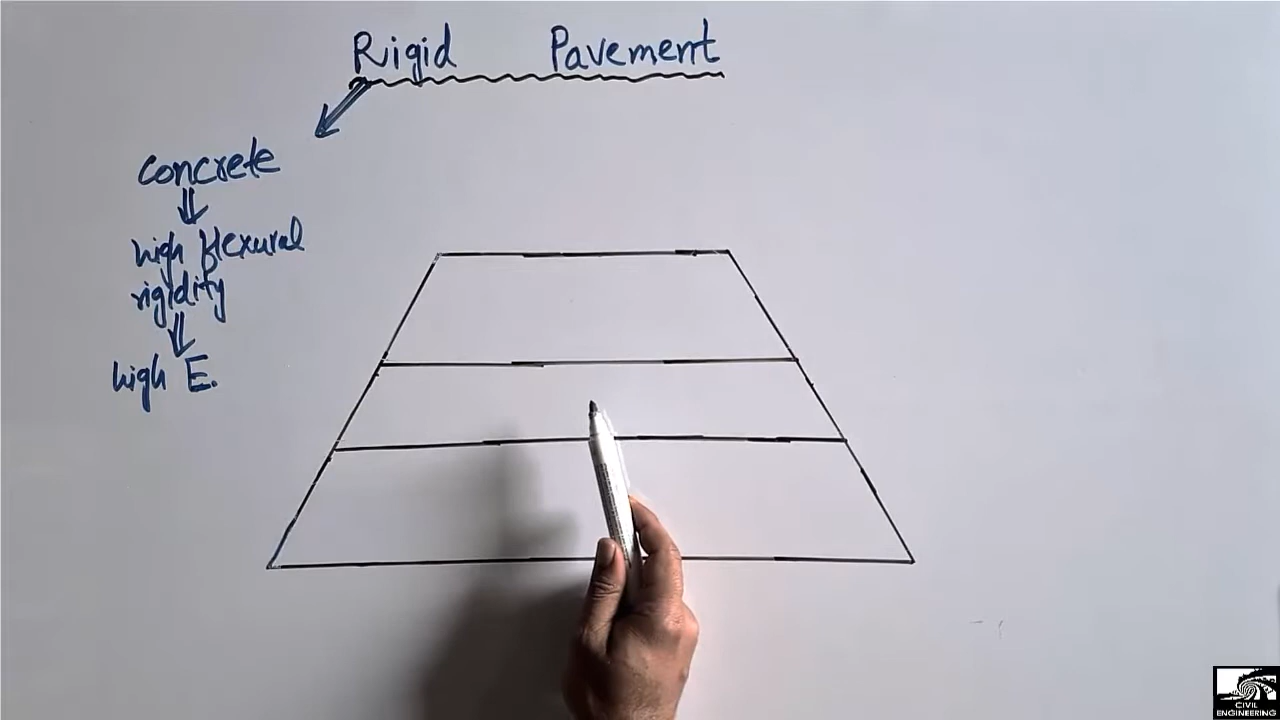 Rigid Pavement
Concrete
high flexural
rigidity
high E.
CIVIL
ENGINEERING